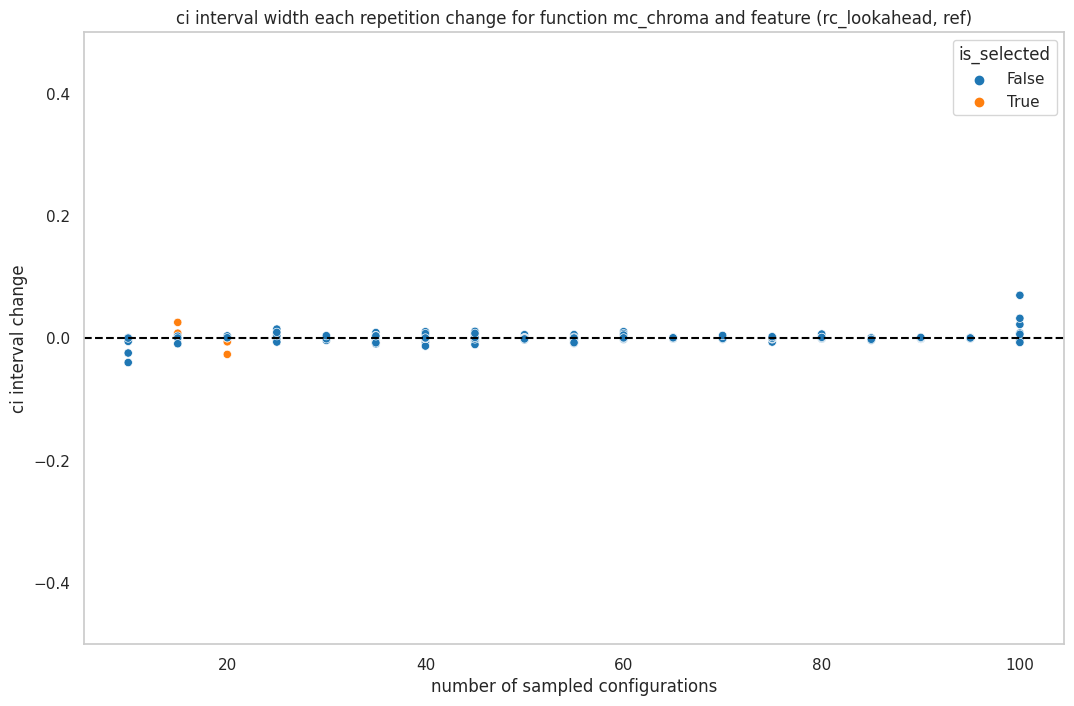 ci interval width each repetition change for function mc_chroma and feature (rc_lookahead, ref)
is_selected
False
True
ci interval change
0.4
0.2
0.0
−0.2
−0.4
20
40
60
80
100
number of sampled configurations